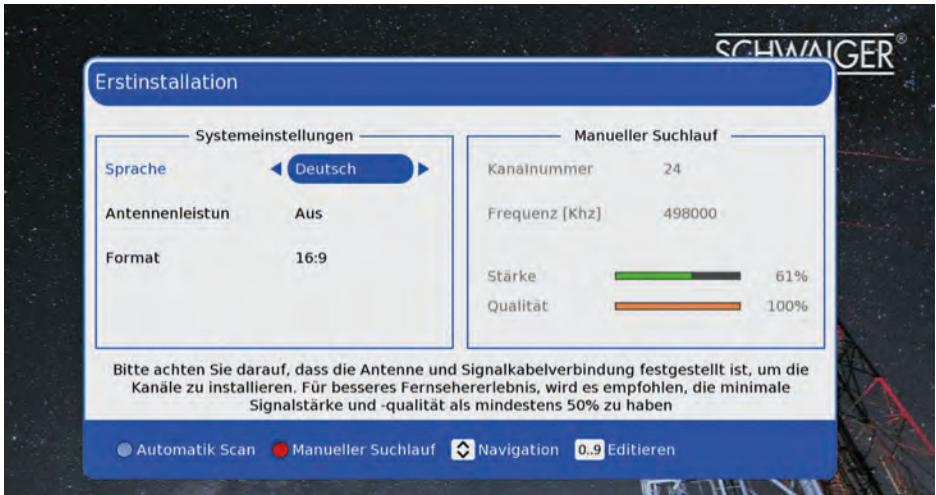 SCHWAIGER®
Erstinstallation
Systemeinstellungen
Sprache Deutsch
Antennenleistun Aus
Format 16:9
Manueller Suchlauf
Kanalnummer 24
Frequenz [Khz] 498000
Stärke 61%
Qualität 100%
Bitte achten Sie darauf, dass die Antenne und Signalkabelverbindung festgestellt ist, um die
Kanäle zu installieren. Für besseres Fernsehererlebnis, wird es empfohlen, die minimale
Signalstärke und -qualität als mindestens 50% zu haben
Automatik Scan Manueller Suchlauf Navigation 0..9 Editieren